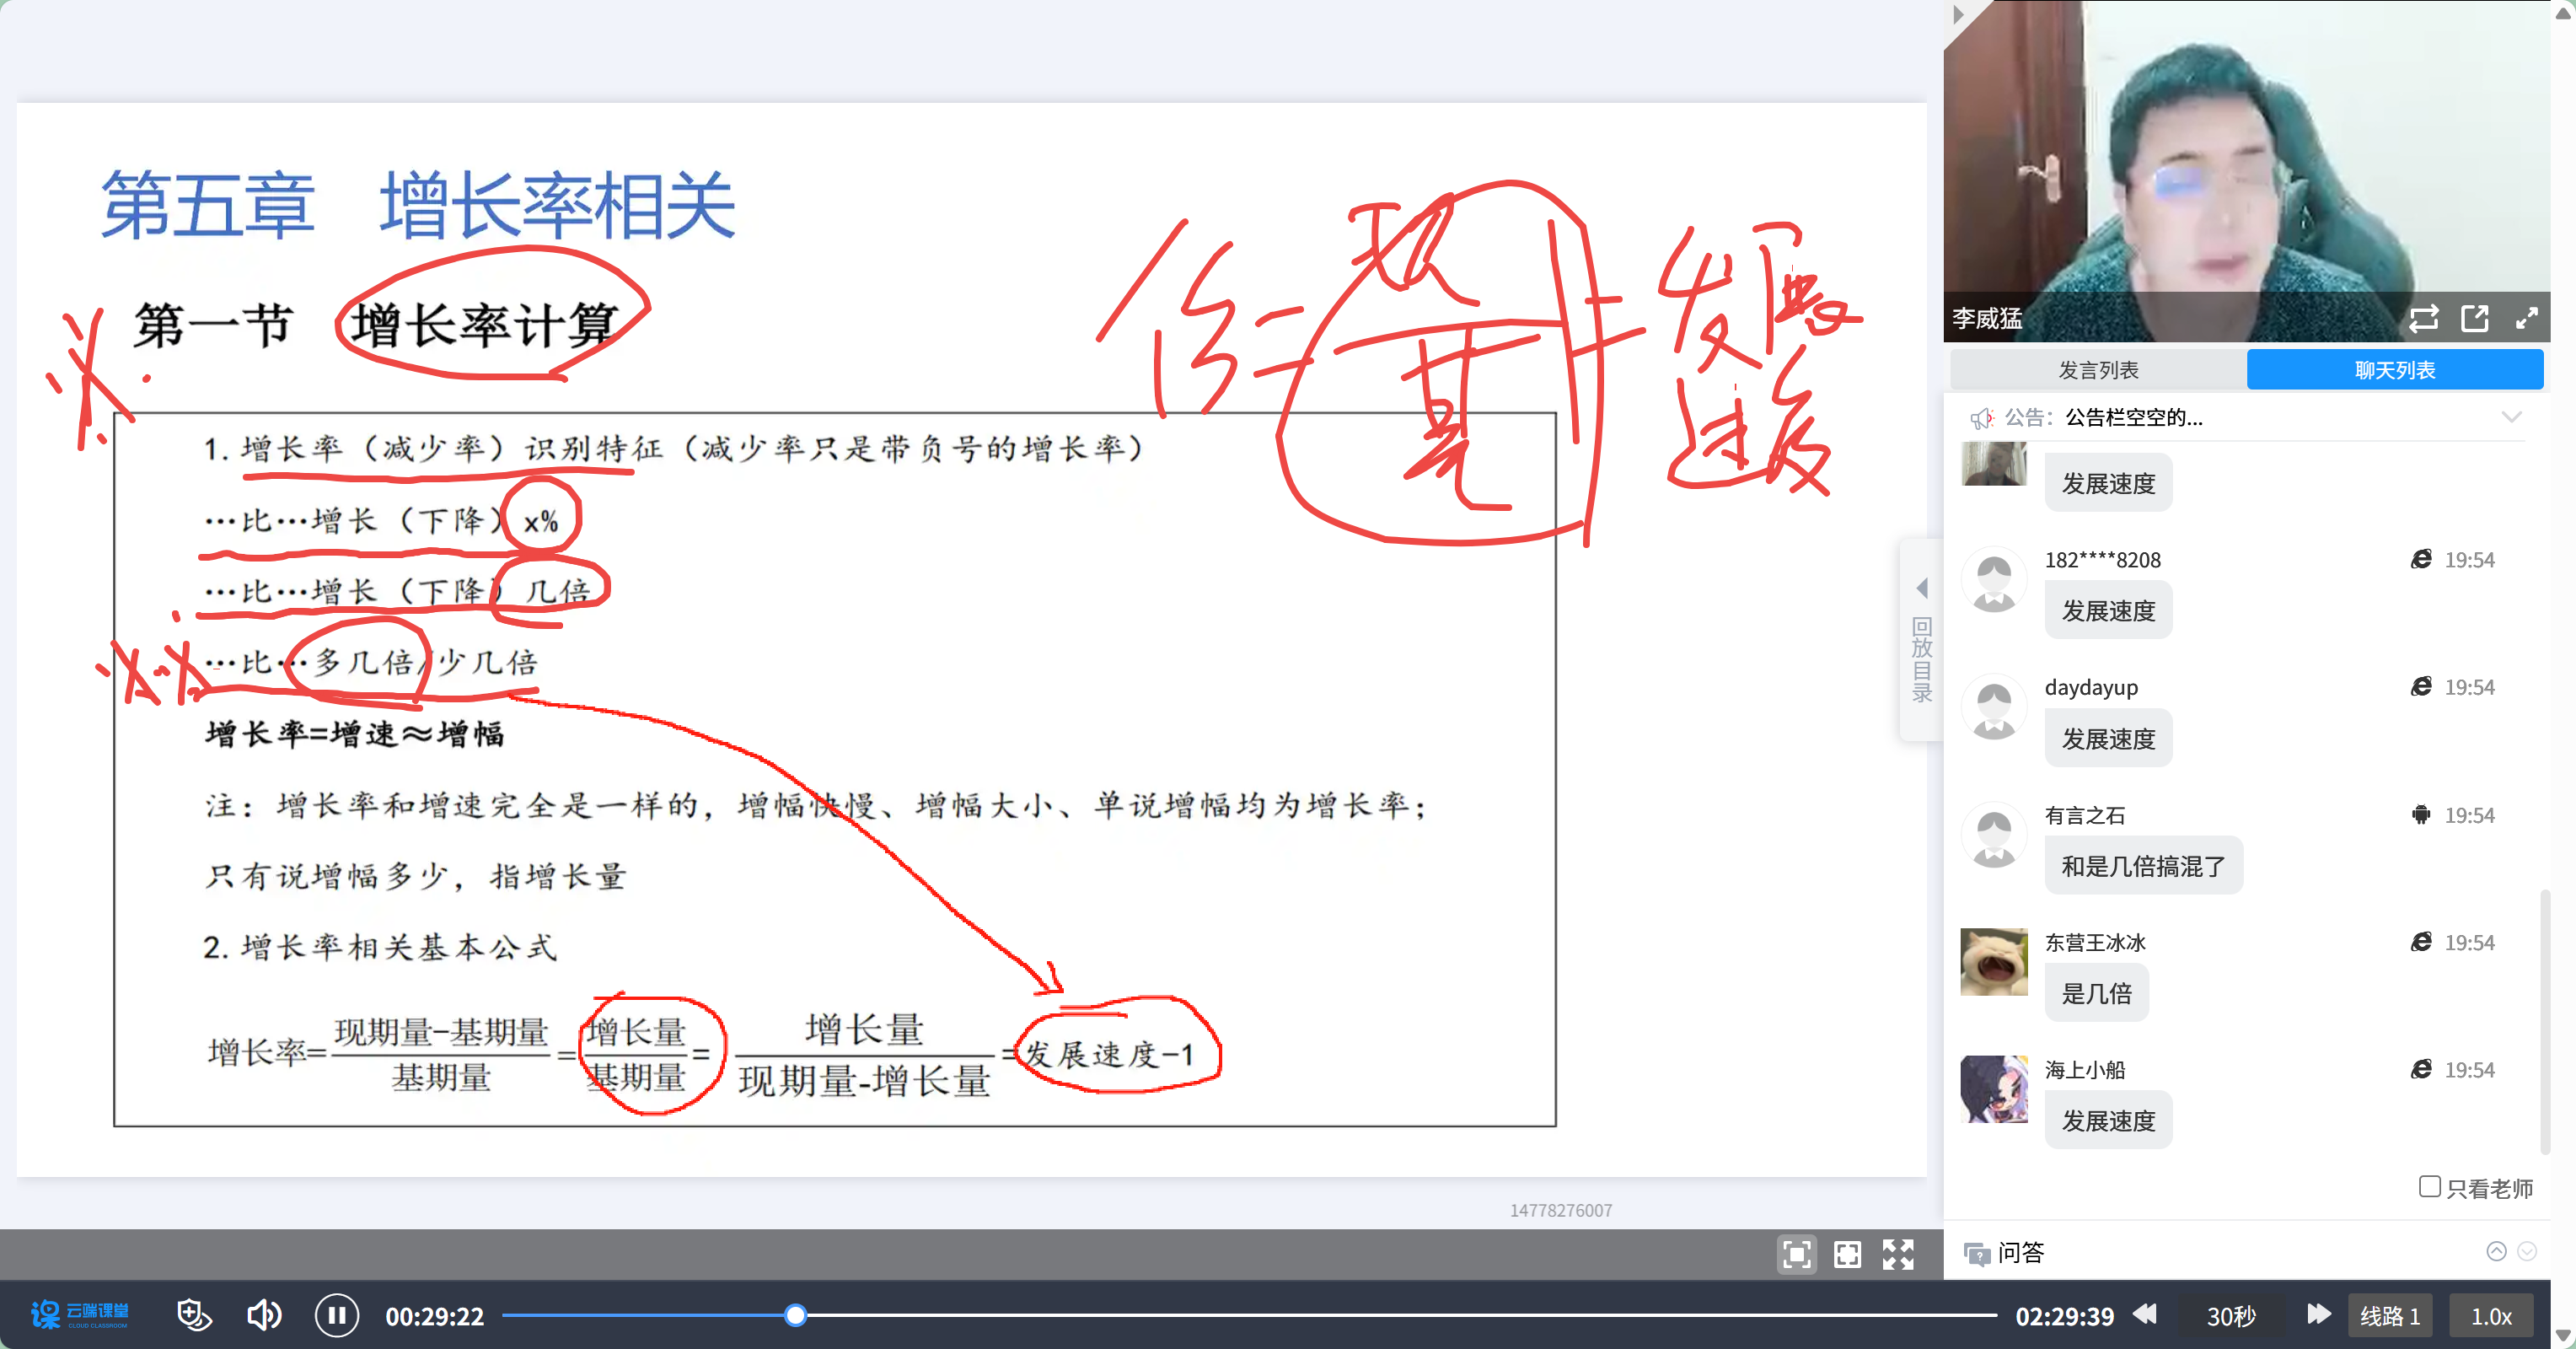 第五章 增长率相关
第一节 增长率计算
倍=现/基=发展速度
1. 增长率（减少率）识别特征（减少率只是带负号的增长率）
…比…增长（下降）x%
…比…增长（下降）几倍
…比…多几倍/少几倍
增长率=增速≈增幅
注：增长率和增速完全是一样的，增幅快慢、增幅大小、单说增幅均为增长率；
只有说增幅多少，指增长量
2. 增长率相关基本公式
增长率=现期量-基期量/基期量=增长量/基期量=增长量/现期量-增长量=发展速度-1
14778276007
回放目录
李威猛
发言列表 聊天列表
公告： 公告栏空空的...
发展速度
182****8208 19:54
发展速度
daydayup 19:54
发展速度
有言之石 19:54
和是几倍搞混了
东营王冰冰 19:54
是几倍
海上小船 19:54
发展速度
只看老师
问答
课 云端课堂
CLOUD CLASSROOM
00:29:22 02:29:39 30秒 线路 1 1.0x